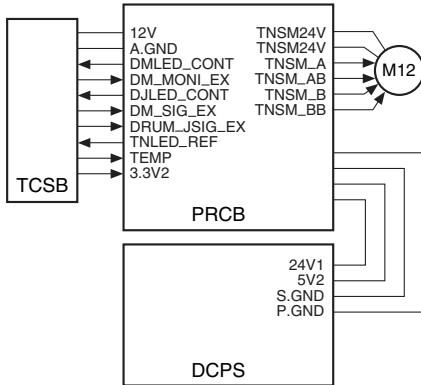 12V
A.GND
DMLED_CONT
DM_MONI_EX
DJLED_CONT
DM_SIG_EX
DRUM_JSIG_EX
TNLED_REF
TEMP
3.3V2
TCSB
TNSM24V
TNSM24V
TNSM_A
TNSM_AB
TNSM_B
TNSM_BB
M12
PRCB
24V1
5V2
S.GND
P.GND
DCPS